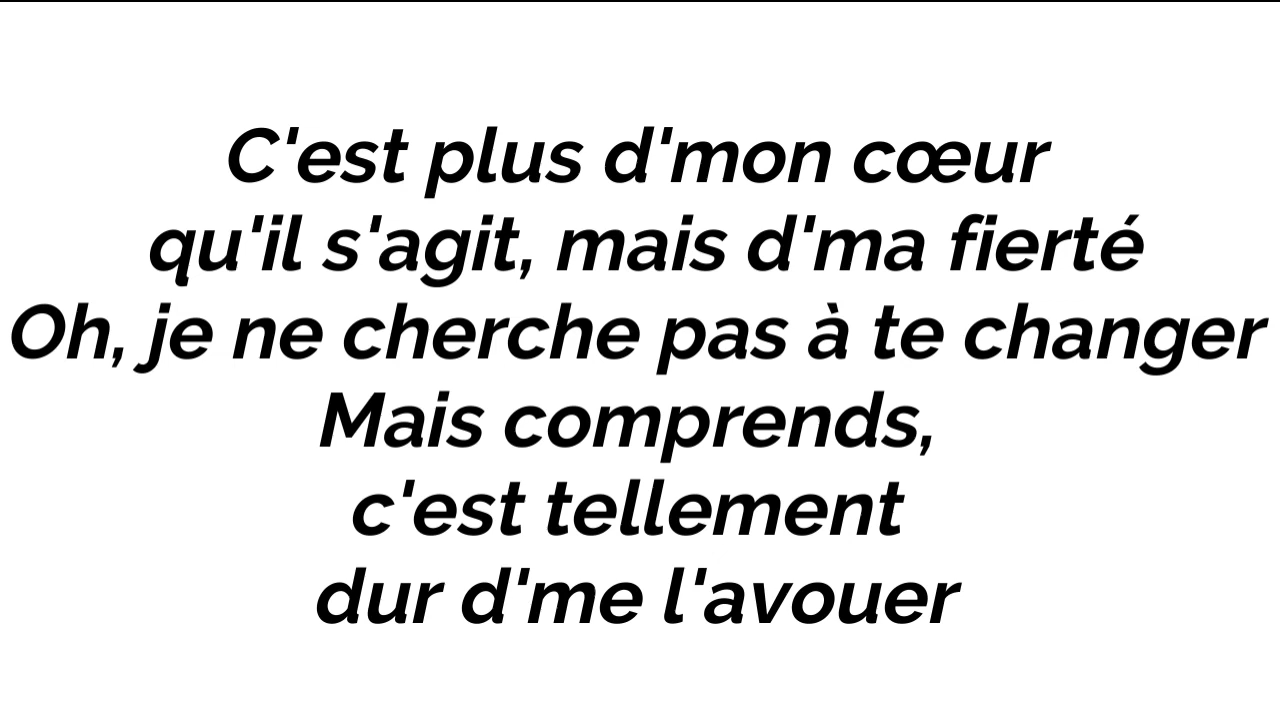 C'est plus d'mon cœur
qu'il s'agit, mais d'ma fierté
Oh, je ne cherche pas à te changer
Mais comprends,
c'est tellement
dur d'me l'avouer